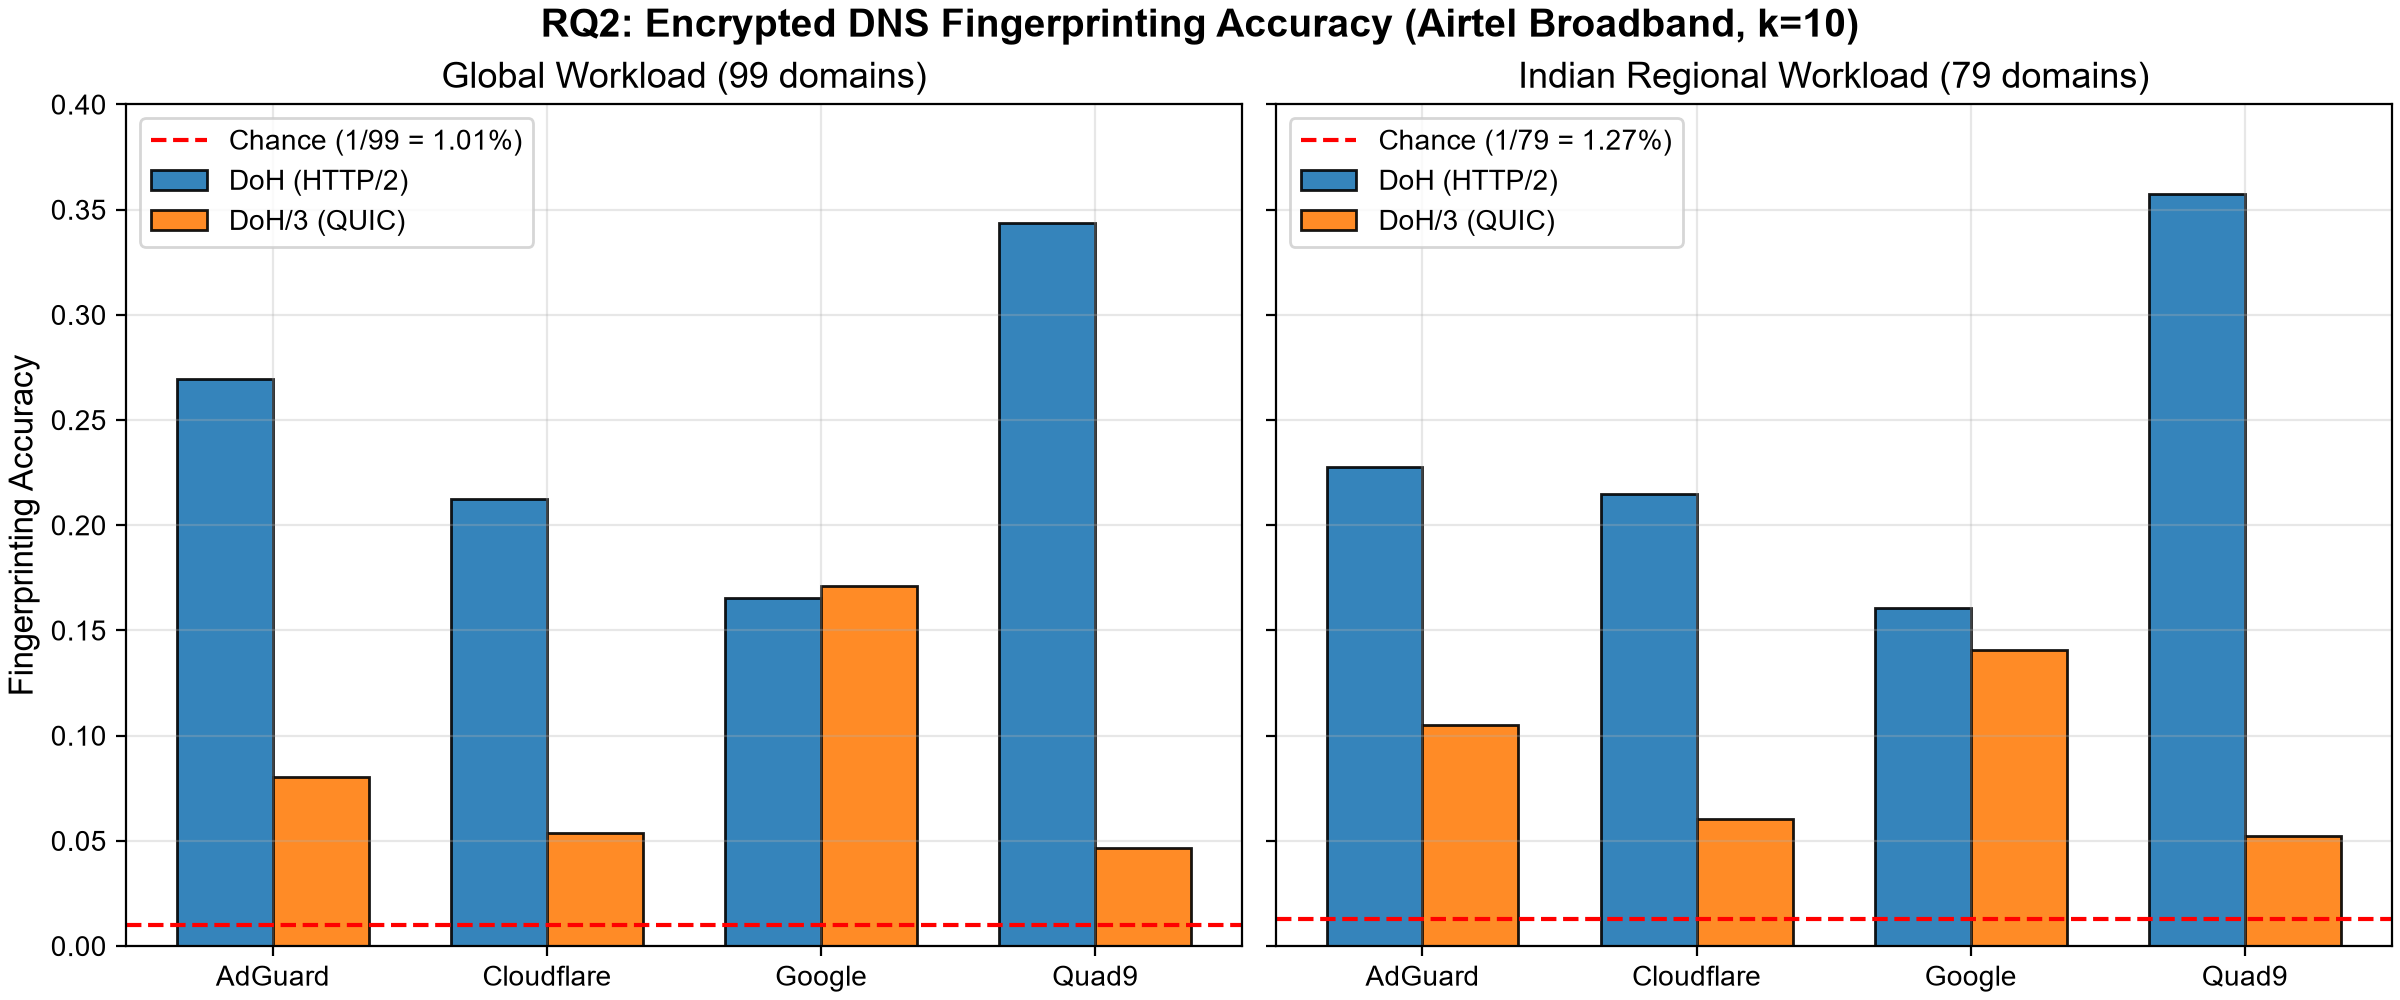 RQ2: Encrypted DNS Fingerprinting Accuracy (Airtel Broadband, k=10)
Global Workload (99 domains)
Chance (1/99 = 1.01%)
DoH (HTTP/2)
DoH/3 (QUIC)
Fingerprinting Accuracy
0.40
0.35
0.30
0.25
0.20
0.15
0.10
0.05
0.00
AdGuard
Cloudflare
Google
Quad9
Indian Regional Workload (79 domains)
Chance (1/79 = 1.27%)
DoH (HTTP/2)
DoH/3 (QUIC)
AdGuard
Cloudflare
Google
Quad9